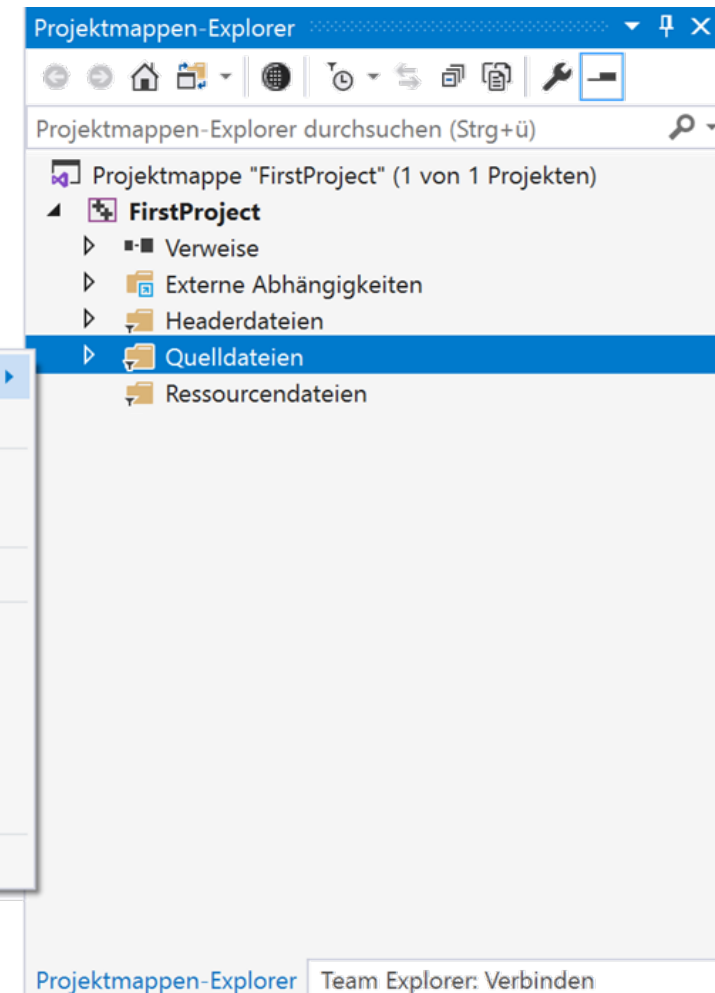 Projektmappen-Explorer
Projektmappen-Explorer durchsuchen (Strg+ü)
Projektmappe "FirstProject" (1 von 1 Projekten)
FirstProject
Verweise
Externe Abhängigkeiten
Headerdateien
Quelldateien
Ressourcendateien
Projektmappen-Explorer Team Explorer: Verbinden